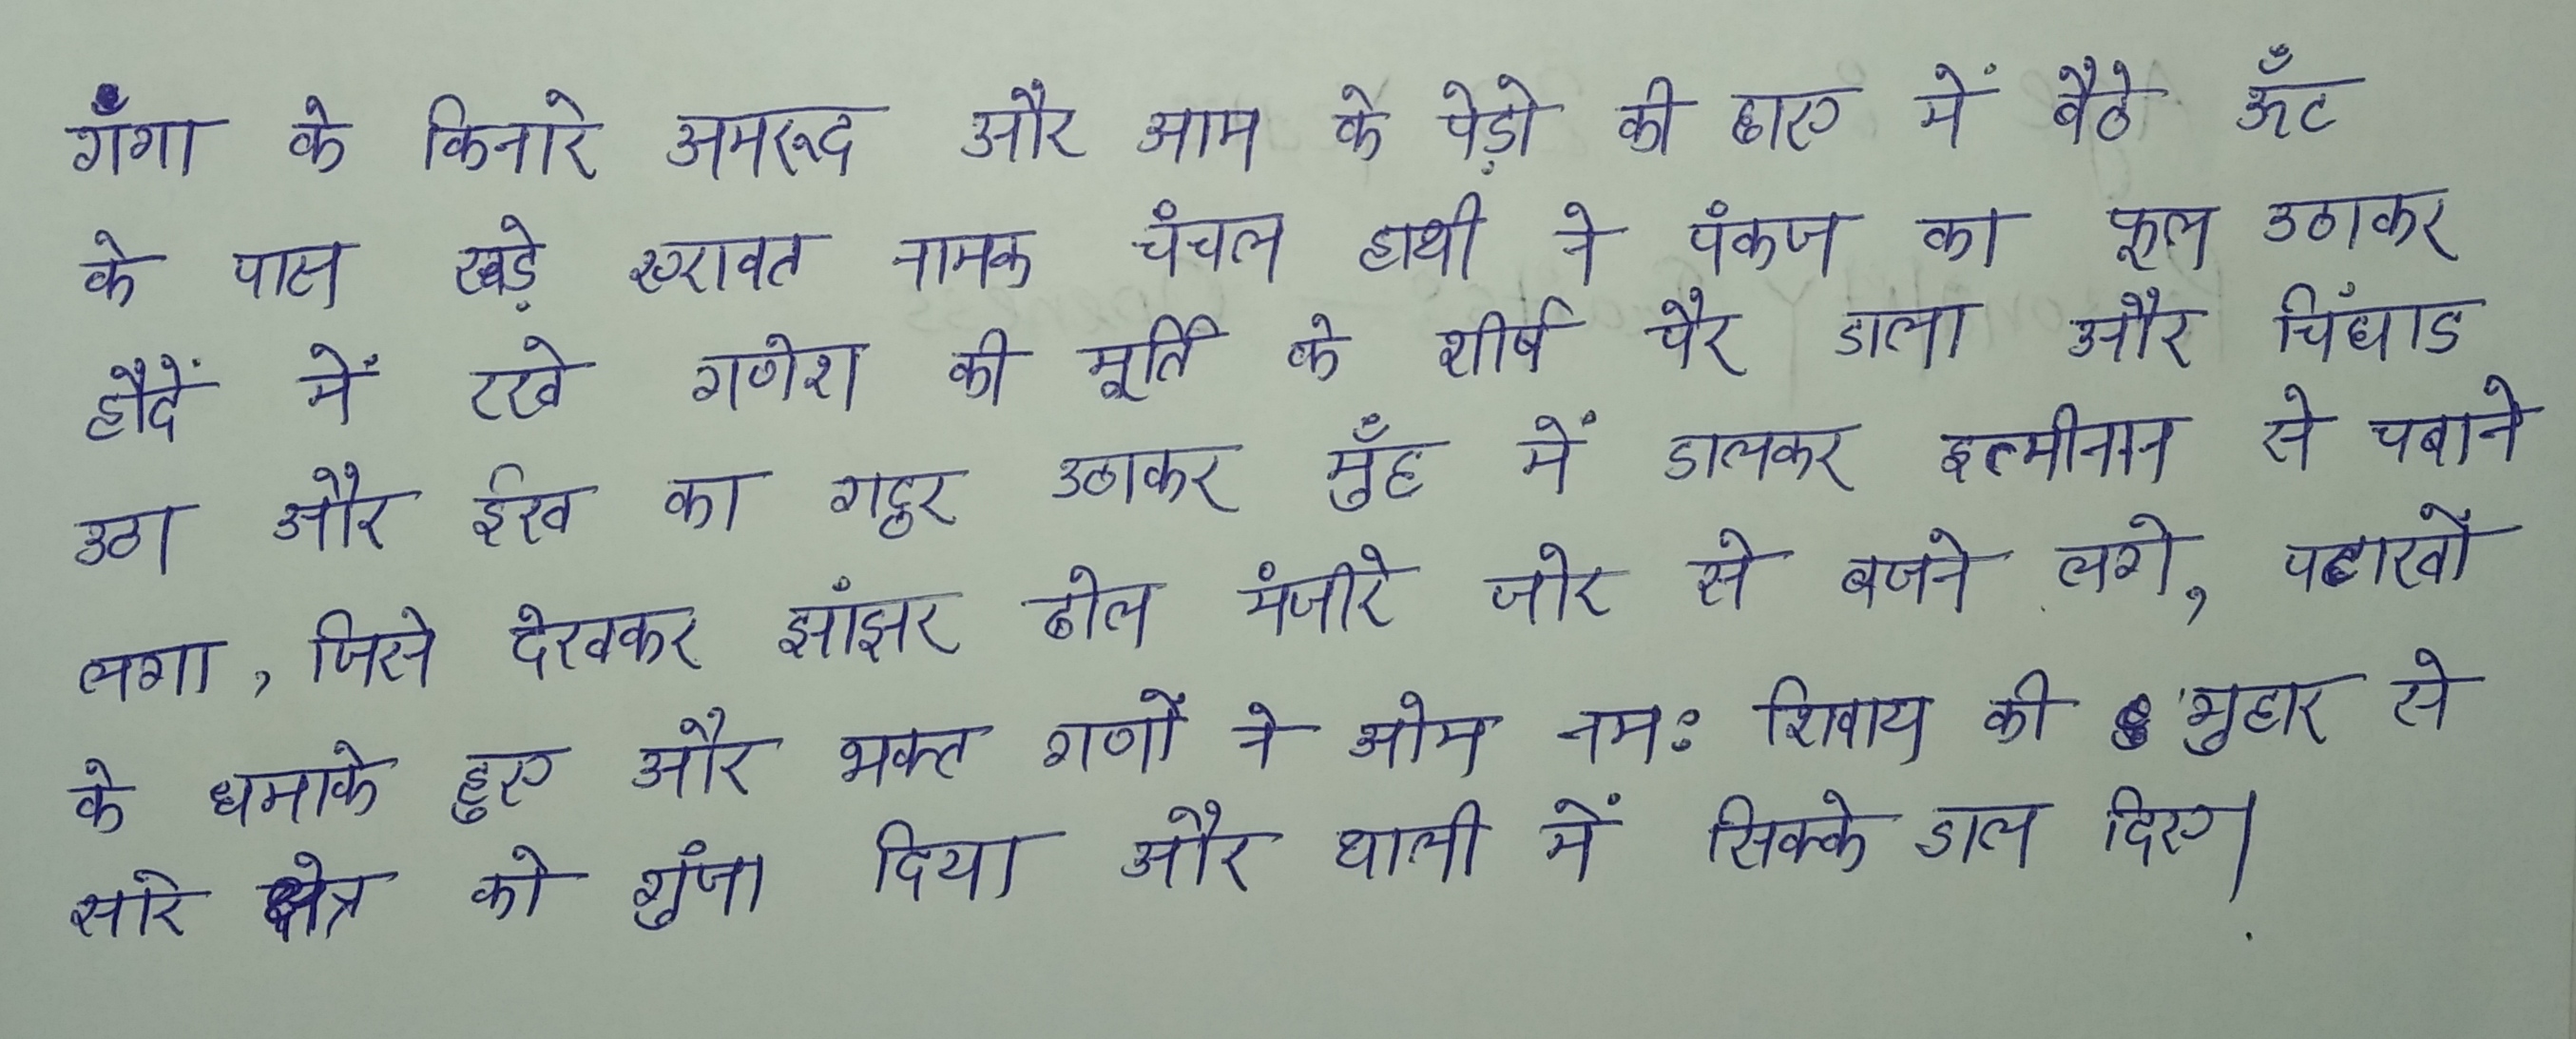 गँगा के किनारे अमरूद और आम के पेड़ो की छाए में बैठे ऊँट
के पास खड़े एरावत नामक चंचल हाथी ने पंकज का फूल उठाकर
हौदें में रखे गणेश की मूर्ति के शीर्ष पैर डाला और चिंघाड
उठा और ईख का गट्ठर उठाकर मुँह में डालकर इत्मीनान से चबाने
लगा, जिसे देखकर झांझर ढोल मंजीरे जोर से बजने लगे, पटाखों
के धमाके हुए और भक्त गणों ने ओम नमः शिवाय की से
सारे क्षेत्र को गुंजा दिया और थाली में सिक्के डाल दिए।